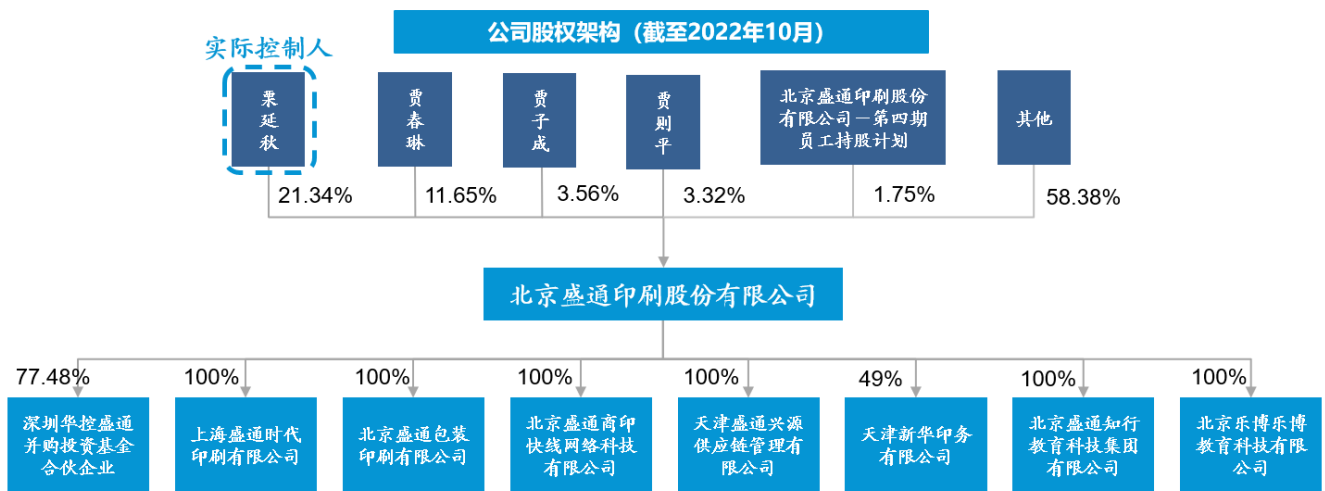 公司股权架构（截至2022年10月）
实际控制人
栗延秋
贾春琳
贾子成
贾则平
北京盛通印刷股份
有限公司－第四期
员工持股计划
其他
21.34%
11.65%
3.56%
3.32%
1.75%
58.38%
北京盛通印刷股份有限公司
77.48%
100%
100%
100%
100%
49%
100%
100%
深圳华控盛通
并购投资基金
合伙企业
上海盛通时代
印刷有限公司
北京盛通包装
印刷有限公司
北京盛通商印
快线网络科技
有限公司
天津盛通兴源
供应链管理有
限公司
天津新华印务
有限公司
北京盛通知行
教育科技集团
有限公司
北京乐博乐博
教育科技有限
公司